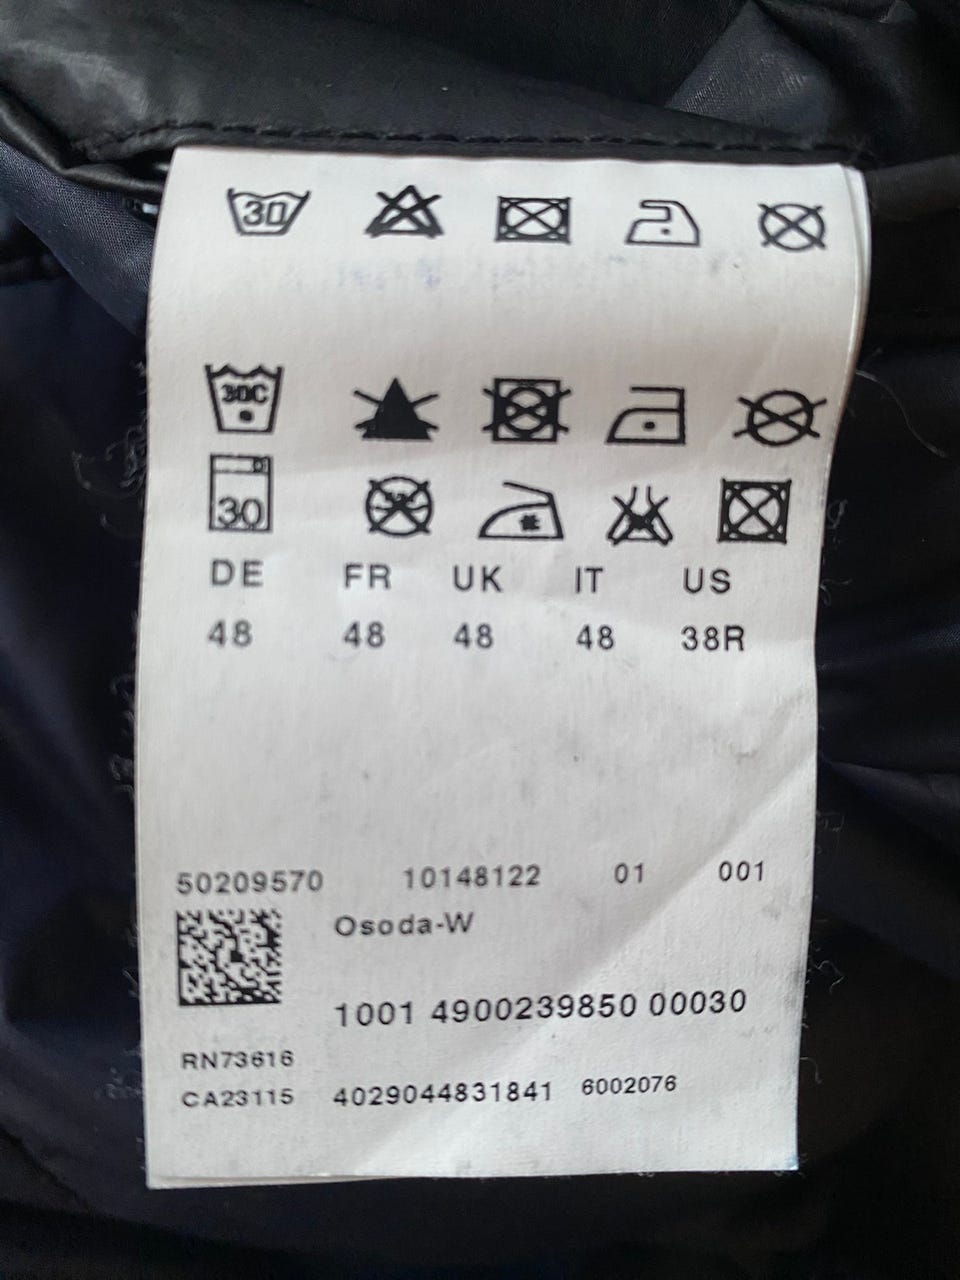 30
30C
30
DE FR UK IT US
48 48 48 48 38R
50209570 10148122 01 001
Osoda-W
1001 4900239850 00030
RN73616
CA23115 4029044831841 6002076